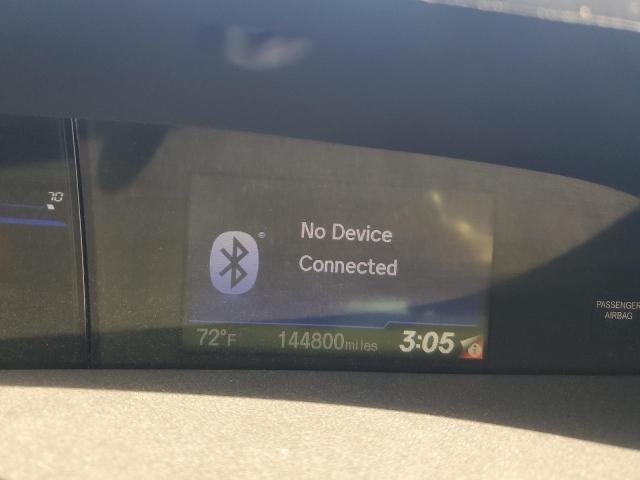 70
No Device
Connected
72°F 144800miles 3:05
PASSENGER
AIRBAG